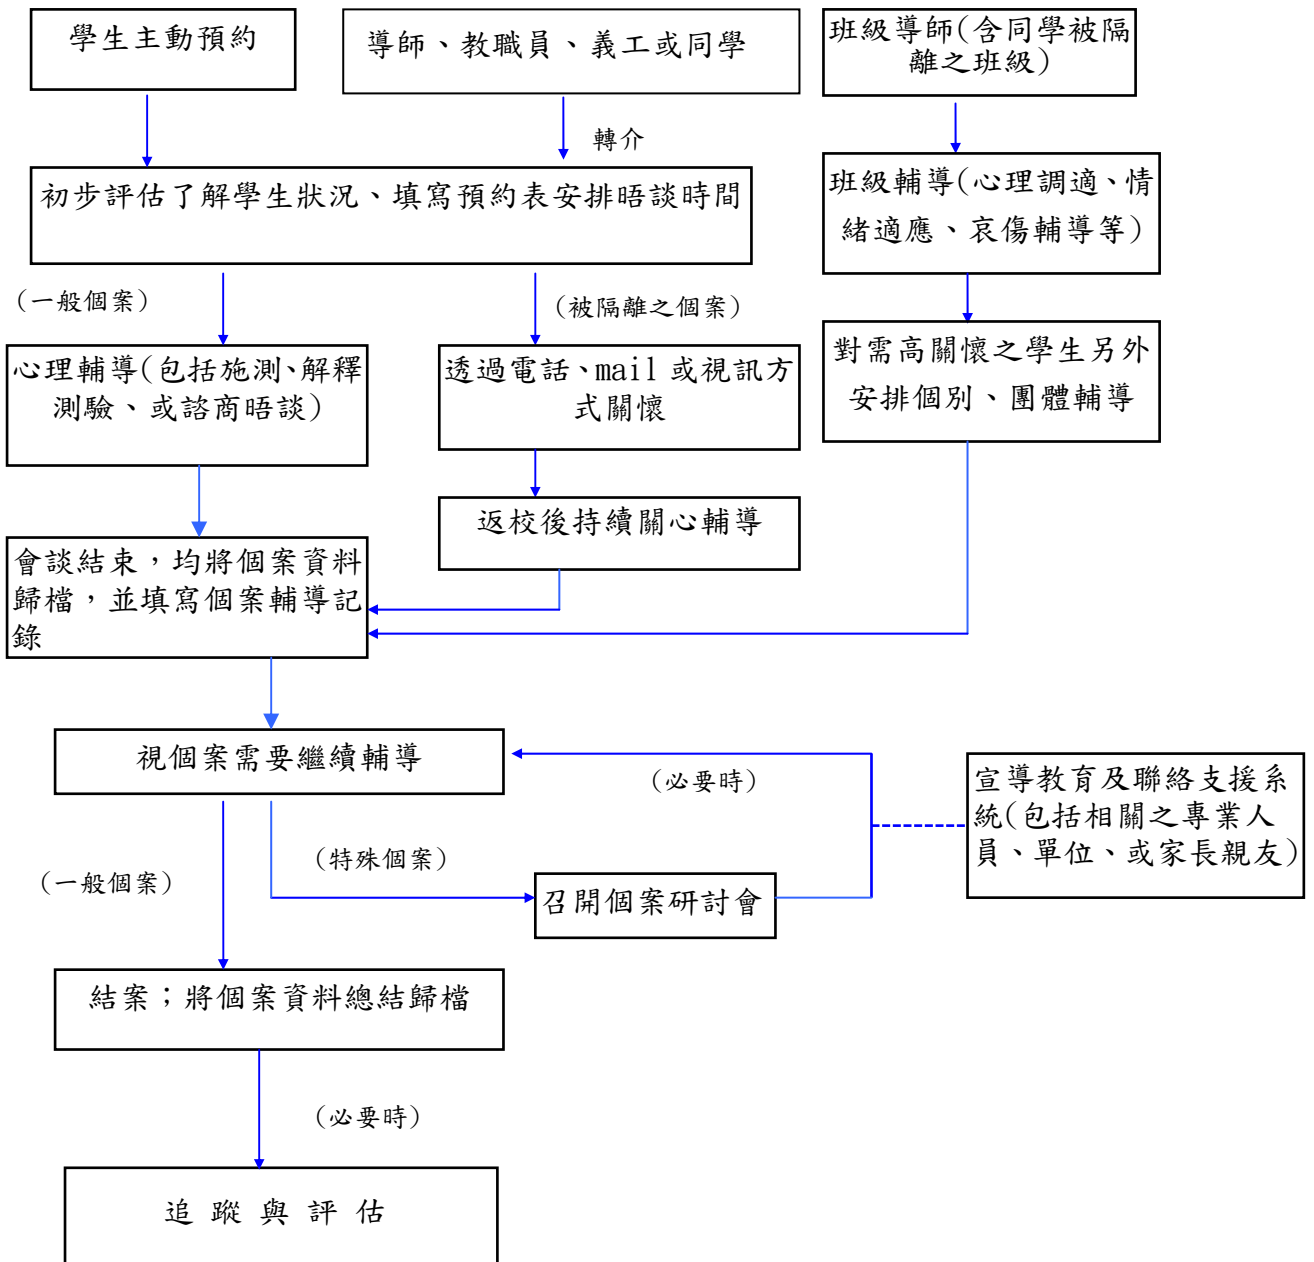 學生主動預約
導師、教職員、義工或同學
班級導師(含同學被隔
離之班級)
轉介
初步評估了解學生狀況、填寫預約表安排晤談時間
班級輔導(心理調適、情
緒適應、哀傷輔導等)
(一般個案)
(被隔離之個案)
心理輔導(包括施測、解釋
測驗、或諮商晤談)
透過電話、mail 或視訊方
式關懷
對需高關懷之學生另外
安排個別、團體輔導
返校後持續關心輔導
會談結束,均將個案資料
歸檔,並填寫個案輔導記
錄
視個案需要繼續輔導
(必要時)
宣導教育及聯絡支援系
統(包括相關之專業人
員、單位、或家長親友)
(特殊個案)
(一般個案)
召開個案研討會
結案;將個案資料總結歸檔
(必要時)
追 蹤 與 評 估